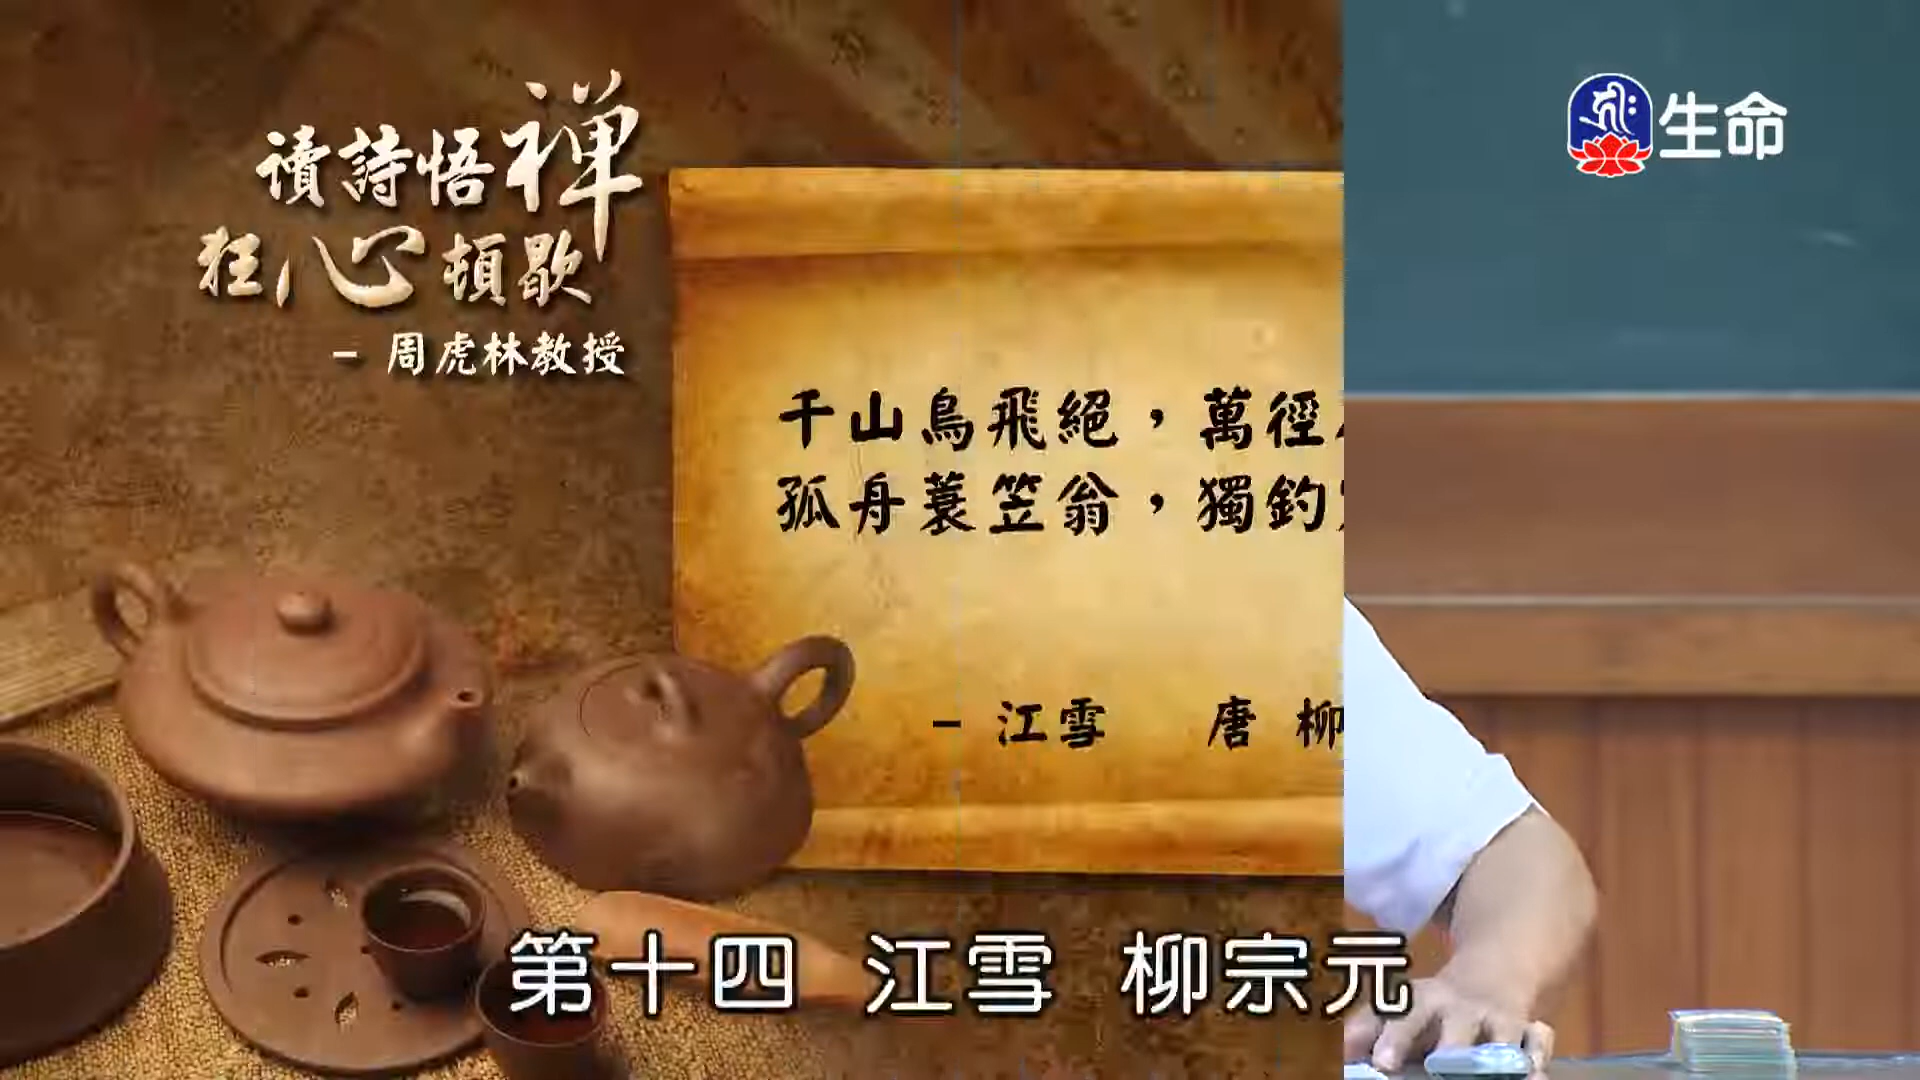 讀詩悟禅
狂心頓歇
– 周虎林教授
生命
千山鳥飛絕，萬徑
孤舟蓑笠翁，獨釣
– 江雪 唐 柳
第十四 江雪 柳宗元